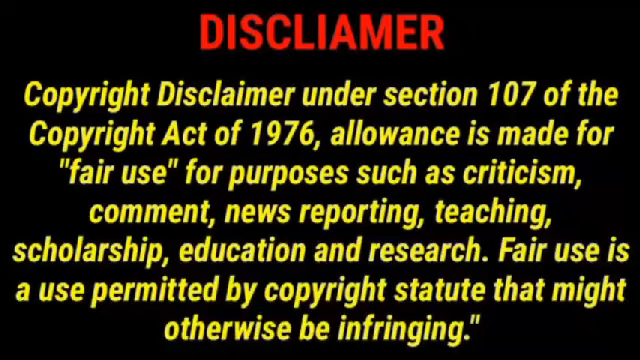 DISCLIAMER
Copyright Disclaimer under section 107 of the
Copyright Act of 1976, allowance is made for
"fair use" for purposes such as criticism,
comment, news reporting, teaching,
scholarship, education and research. Fair use is
a use permitted by copyright statute that might
otherwise be infringing."